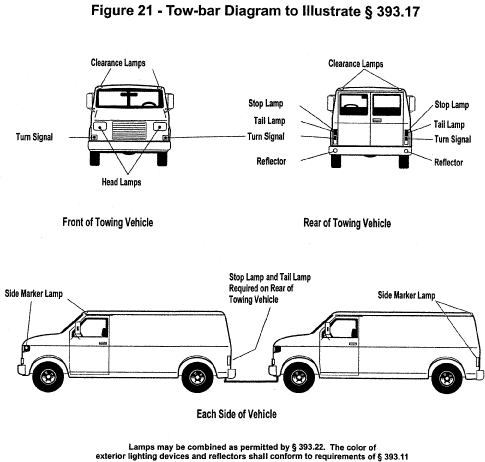 Figure 21 - Tow-bar Diagram to Illustrate § 393.17
Clearance Lamps
Turn Signal
Head Lamps
Front of Towing Vehicle
Clearance Lamps
Stop Lamp
Tail Lamp
Turn Signal
Reflector
Stop Lamp
Tail Lamp
Turn Signal
Reflector
Rear of Towing Vehicle
Side Marker Lamp
Stop Lamp and Tail Lamp
Required on Rear of
Towing Vehicle
Side Marker Lamp
Each Side of Vehicle
Lamps may be combined as permitted by § 393.22. The color of
exterior lighting devices and reflectors shall conform to requirements of § 393.11